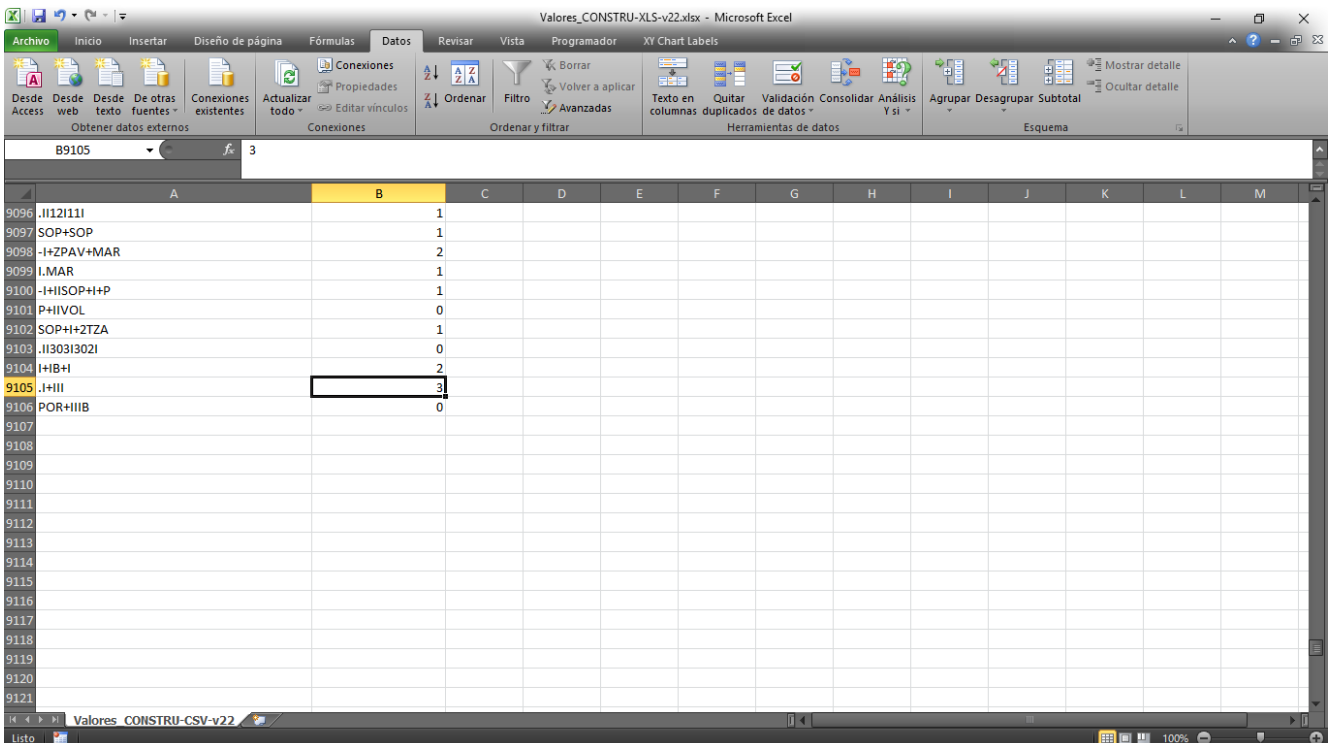 Valores_CONSTRU-XLS-v22.xlsx - Microsoft Excel
Archivo Inicio Insertar Diseño de página Fórmulas Datos Revisar Vista Programador XY Chart Labels
Desde Access Desde web Desde texto De otras fuentes Conexiones existentes Actualizar todo Conexiones Propiedades Editar vínculos Ordenar Filtro Borrar Volver a aplicar Avanzadas Texto en columnas Quitar duplicados Validación de datos Consolidar Análisis Y si Agrupar Desagrupar Subtotal Mostrar detalle Ocultar detalle
Obtener datos externos Conexiones Ordenar y filtrar Herramientas de datos Esquema
B9105 fx 3
A B C D E F G H I J K L M
9096 .II12I11I 1
9097 SOP+SOP 1
9098 -I+ZPAV+MAR 2
9099 I.MAR 1
9100 -I+IISOP+I+P 1
9101 P+IIVOL 0
9102 SOP+I+2TZA 1
9103 .II303I302I 0
9104 I+IB+I 2
9105 .I+III 3
9106 POR+IIIB 0
9107
9108
9109
9110
9111
9112
9113
9114
9115
9116
9117
9118
9119
9120
9121
Valores_CONSTRU-CSV-v22
Listo 100%